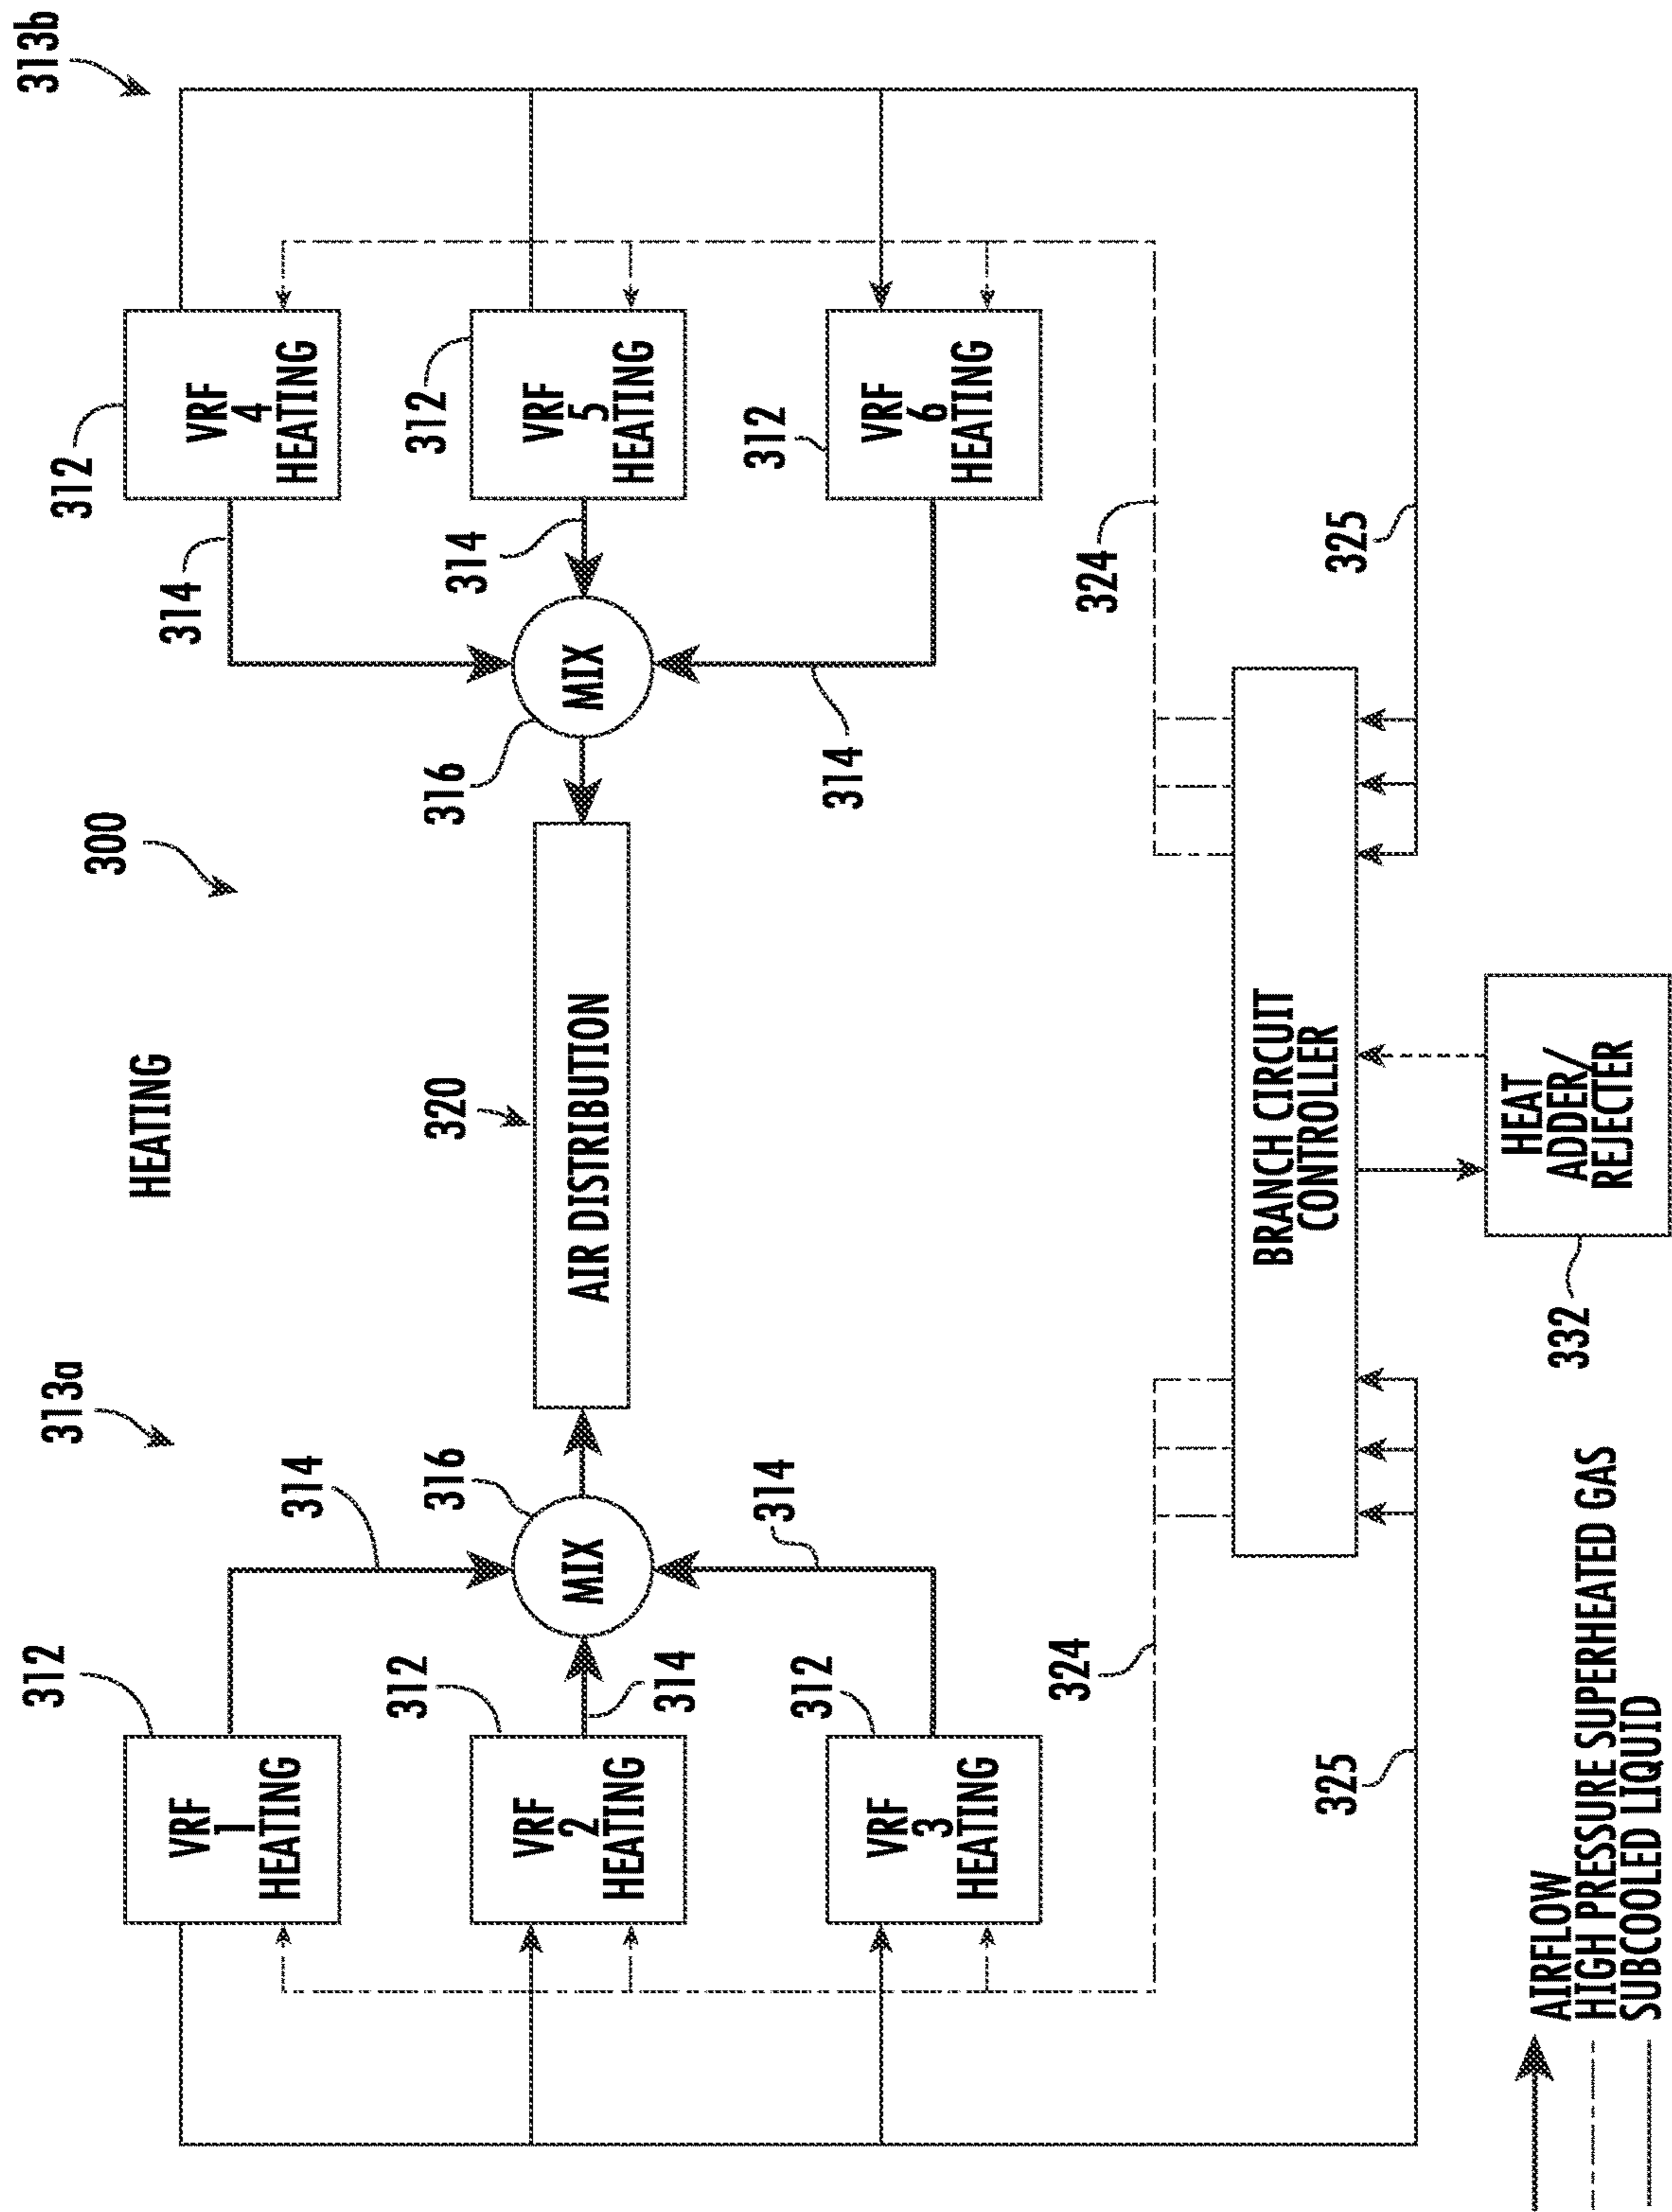 HEATING
313a
300
313b
312
VRF
1
HEATING
314
312
VRF
4
HEATING
314
312
VRF
2
HEATING
314
316
MIX
320
AIR DISTRIBUTION
316
MIX
314
312
VRF
5
HEATING
312
VRF
3
HEATING
314
314
312
VRF
6
HEATING
324
324
BRANCH CIRCUIT
CONTROLLER
325
325
332
HEAT
ADDER/
REJECTER
AIRFLOW
HIGH PRESSURE SUPERHEATED GAS
SUBCOOLED LIQUID